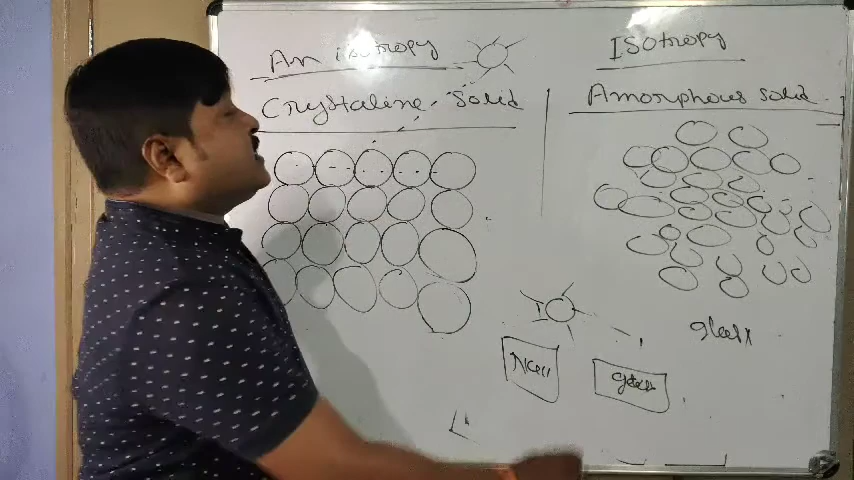 An isotropy
Crystaline Solid
Isotropy
Amorphous solid
glass
I
NaCl
glass